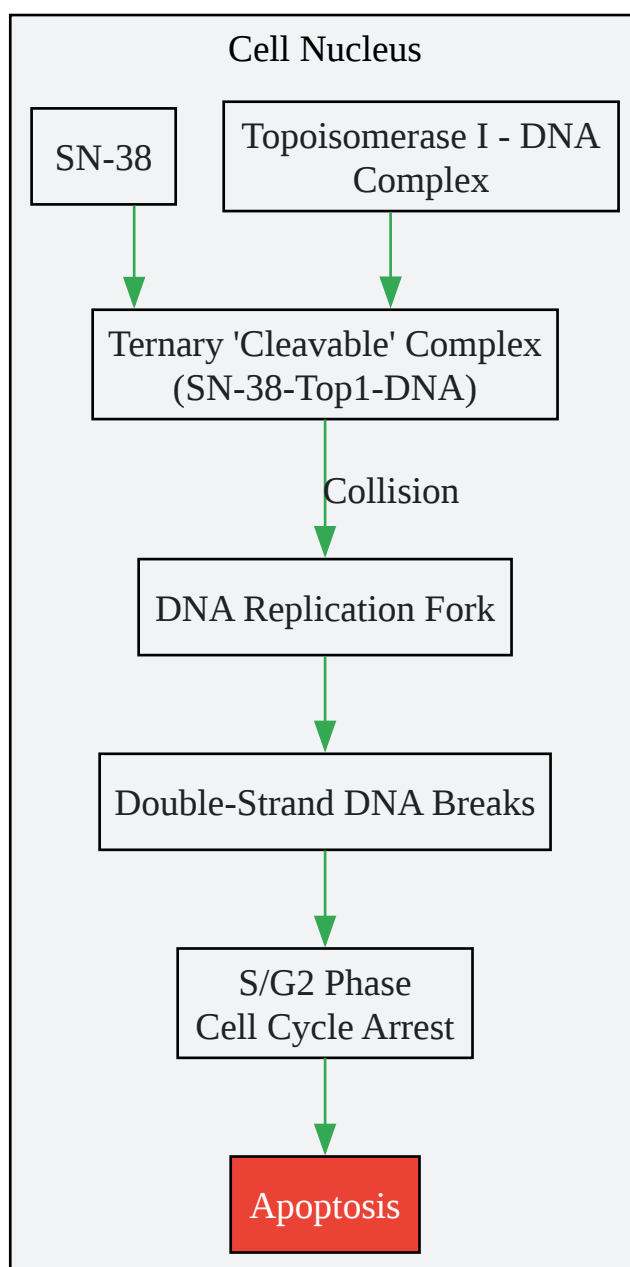 Cell Nucleus
SN-38
Topoisomerase I - DNA
Complex
Ternary 'Cleavable' Complex
(SN-38-Top1-DNA)
Collision
DNA Replication Fork
Double-Strand DNA Breaks
S/G2 Phase
Cell Cycle Arrest
Apoptosis